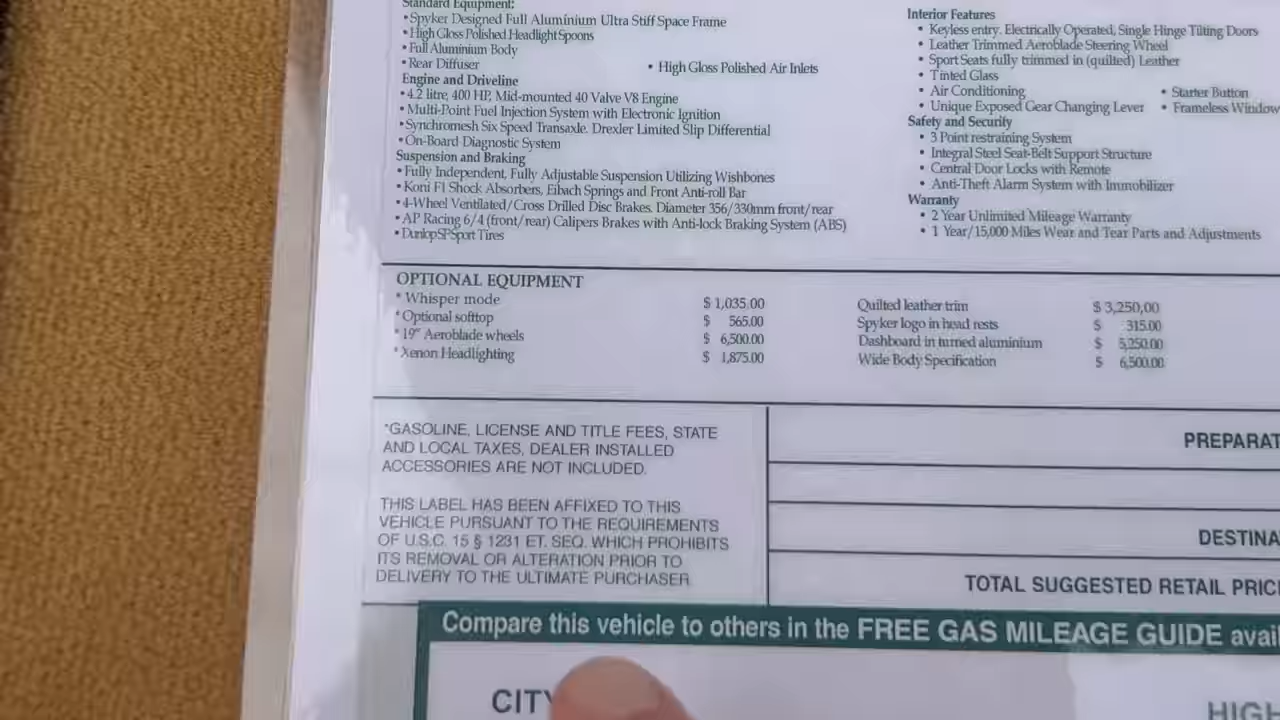 Standard Equipment:
•Spyker Designed Full Aluminium Ultra Stiff Space Frame
•High Gloss Polished Headlight Spoons
•Full Aluminium Body
•Rear Diffuser
• High Gloss Polished Air Inlets
Engine and Driveline
•4.2 litre, 400 HP, Mid-mounted 40 Valve V8 Engine
•Multi-Point Fuel Injection System with Electronic Ignition
•Synchromesh Six Speed Transaxle. Drexler Limited Slip Differential
•On-Board Diagnostic System
Suspension and Braking
•Fully Independent, Fully Adjustable Suspension Utilizing Wishbones
•Koni F1 Shock Absorbers, Eibach Springs and Front Anti-roll Bar
•4-Wheel Ventilated/Cross Drilled Disc Brakes. Diameter 356/330mm front/rear
•AP Racing 6/4 (front/rear) Calipers Brakes with Anti-lock Braking System (ABS)
•DunlopSPSport Tires
Interior Features
• Keyless entry. Electrically Operated, Single Hinge Tilting Doors
• Leather Trimmed Aeroblade Steering Wheel
• Sport Seats fully trimmed in (quilted) Leather
• Tinted Glass
• Air Conditioning • Starter Button
• Unique Exposed Gear Changing Lever • Frameless Window
Safety and Security
• 3 Point restraining System
• Integral Steel Seat-Belt Support Structure
• Central Door Locks with Remote
• Anti-Theft Alarm System with Immobilizer
Warranty
• 2 Year Unlimited Mileage Warranty
• 1 Year/15,000 Miles Wear and Tear Parts and Adjustments
OPTIONAL EQUIPMENT
* Whisper mode $ 1,035.00
* Optional softtop $ 565.00
* 19" Aeroblade wheels $ 6,500.00
* Xenon Headlighting $ 1,875.00
Quilted leather trim $ 3,250,00
Spyker logo in head rests $ 315.00
Dashboard in turned aluminium $ 5,250.00
Wide Body Specification $ 6,500.00
*GASOLINE, LICENSE AND TITLE FEES, STATE
AND LOCAL TAXES, DEALER INSTALLED
ACCESSORIES ARE NOT INCLUDED.
THIS LABEL HAS BEEN AFFIXED TO THIS
VEHICLE PURSUANT TO THE REQUIREMENTS
OF U.S.C. 15 § 1231 ET. SEQ. WHICH PROHIBITS
ITS REMOVAL OR ALTERATION PRIOR TO
DELIVERY TO THE ULTIMATE PURCHASER
PREPARAT
DESTINA
TOTAL SUGGESTED RETAIL PRIC
Compare this vehicle to others in the FREE GAS MILEAGE GUIDE avai
CITY
HIGH